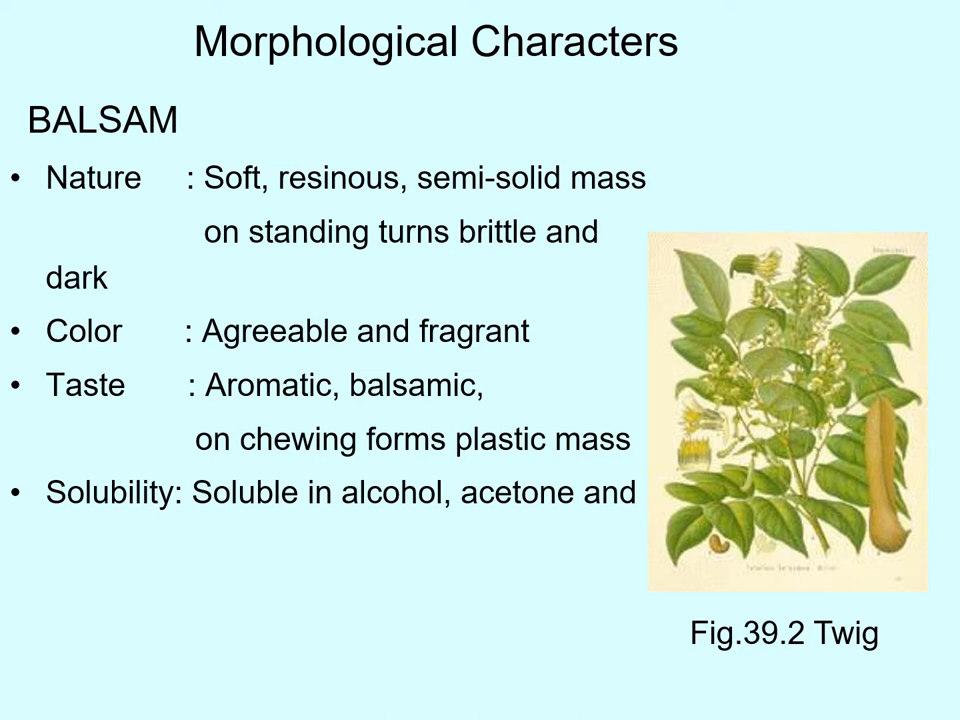 Morphological Characters
BALSAM
• Nature : Soft, resinous, semi-solid mass
on standing turns brittle and
dark
• Color : Agreeable and fragrant
• Taste : Aromatic, balsamic,
on chewing forms plastic mass
• Solubility: Soluble in alcohol, acetone and
Fig.39.2 Twig